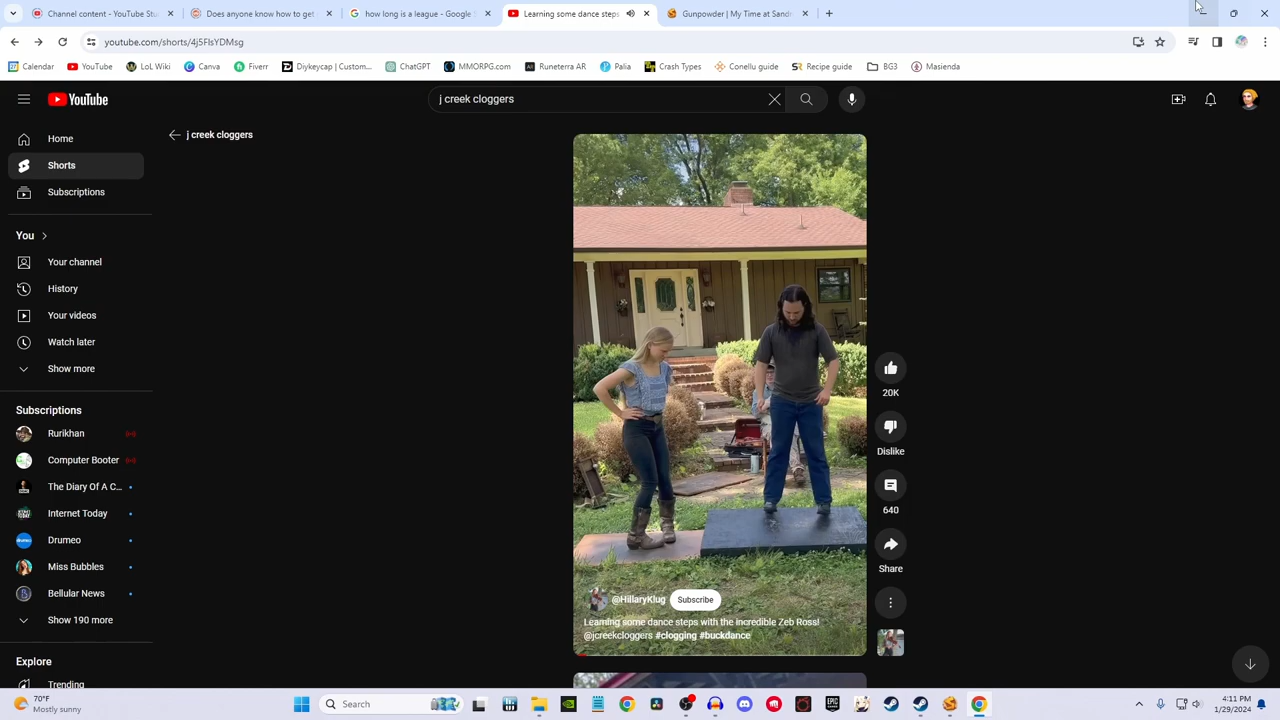 Content content - YouTube Stu
Does anyone know how to get
how long is a league - Google
Learning some dance steps
Gunpowder | My Time at Sandr
youtube.com/shorts/4j5FlsYDMsg
Calendar
YouTube
LoL Wiki
Canva
Fiverr
Drjkeycap | Custom...
ChatGPT
MMORPG.com
Runeterra AR
Palia
Crash Types
Conellu guide
Recipe guide
BG3
Masienda
YouTube
j creek cloggers
Home
j creek cloggers
Shorts
Subscriptions
You
Your channel
History
Your videos
Watch later
Show more
Subscriptions
Rurikhan
Computer Booter
The Diary Of A C...
Internet Today
Drumeo
Miss Bubbles
Bellular News
Show 190 more
Explore
Trending
20K
Dislike
640
Share
@HillaryKlug
Subscribe
Learning some dance steps with the incredible Zeb Ross!
@jcreekcloggers #clogging #buckdance
70°F
Mostly sunny
Search
EPIC
4:11 PM
1/29/2024